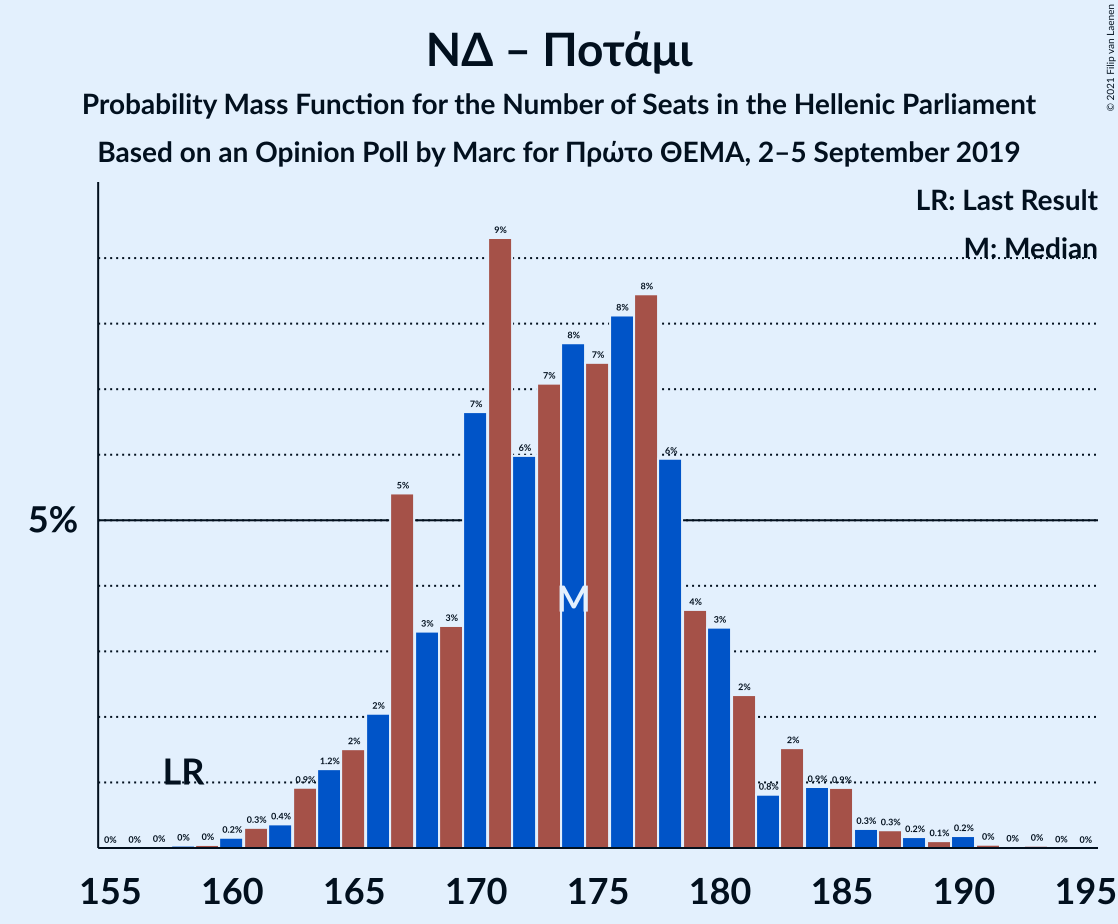 ΝΔ – Ποτάμι
Probability Mass Function for the Number of Seats in the Hellenic Parliament
Based on an Opinion Poll by Marc for Πρώτο ΘΕΜΑ, 2–5 September 2019
© 2021 Filip van Laenen
LR: Last Result
M: Median
5%
LR
M
0% 0% 0% 0% 0% 0.2% 0.3% 0.4% 0.9% 1.2% 2% 2% 5% 3% 3% 7% 9% 6% 7% 8% 7% 8% 8% 6% 4% 3% 2% 0.8% 2% 0.9% 0.9% 0.3% 0.3% 0.2% 0.1% 0.2% 0% 0% 0% 0% 0%
155 160 165 170 175 180 185 190 195